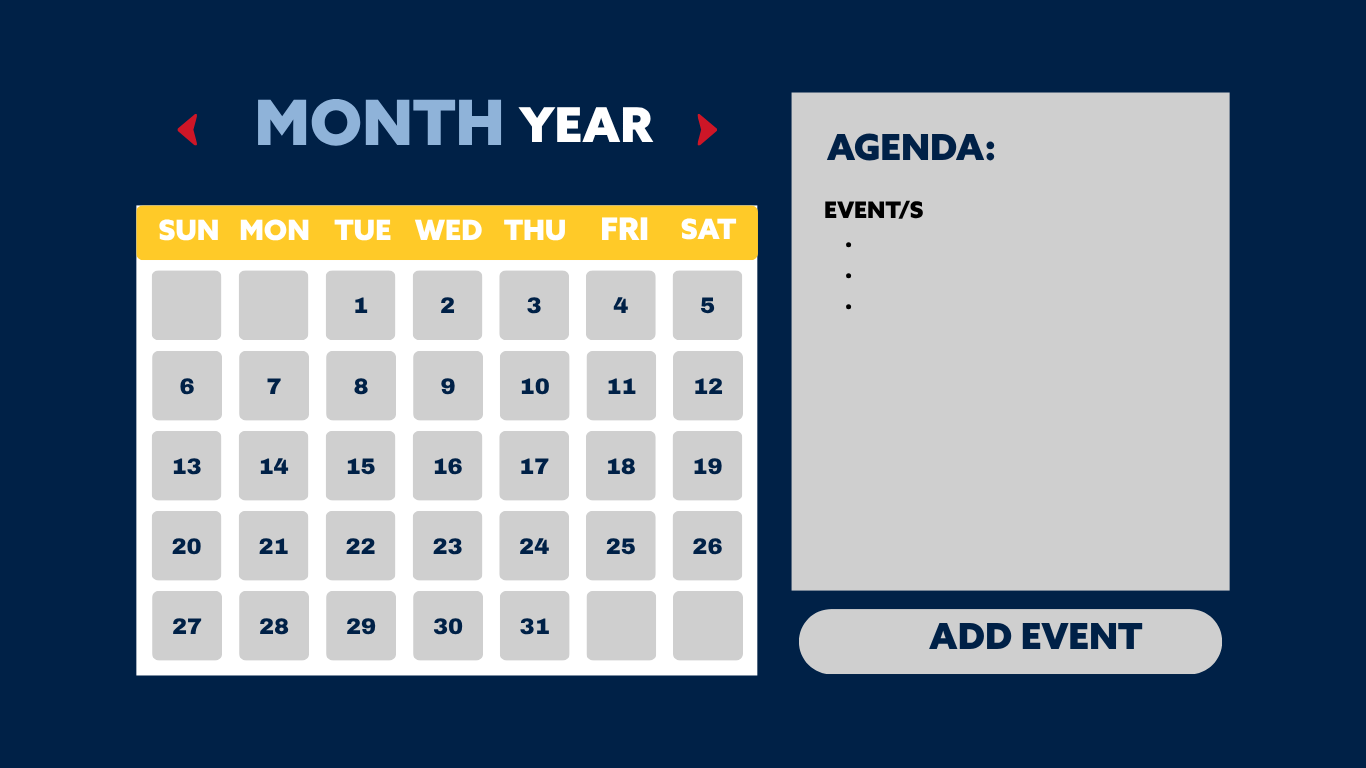 MONTH YEAR
SUN MON TUE WED THU FRI SAT
1 2 3 4 5
6 7 8 9 10 11 12
13 14 15 16 17 18 19
20 21 22 23 24 25 26
27 28 29 30 31
AGENDA:
EVENT/S
•
•
•
ADD EVENT